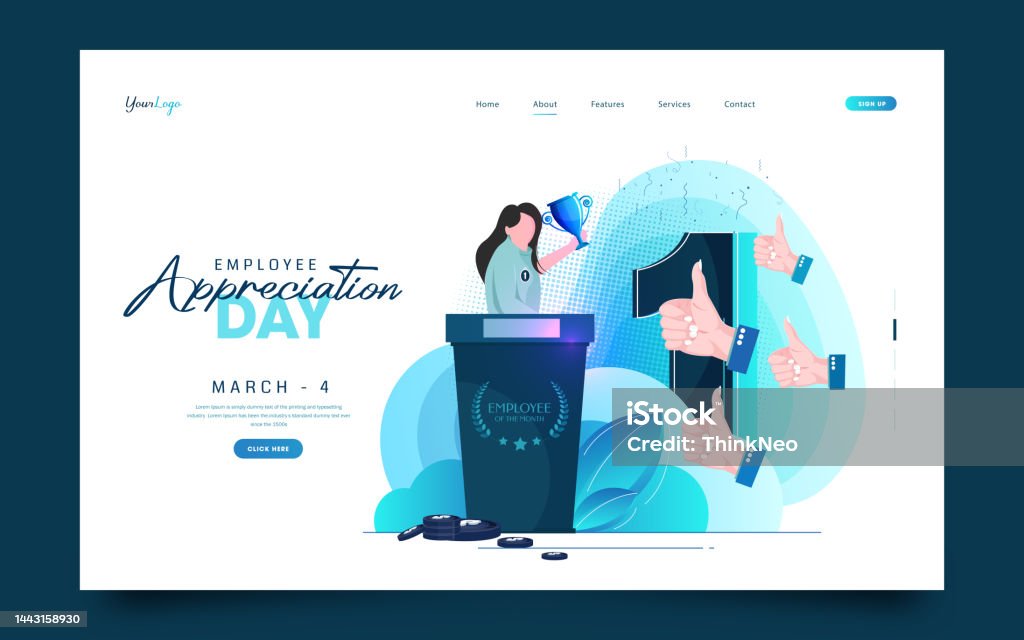 YourLogo
Home About Features Services Contact
SIGN UP
EMPLOYEE
Appreciation
DAY
MARCH - 4
Lorem Ipsum is simply dummy text
of the printing and typesetting
industry. Lorem Ipsum has been the industry's standard dummy text ever
since the 1500s
CLICK HERE
1
EMPLOYEE
OF THE MONTH
1
iStock™
Credit: ThinkNeo
1443158930